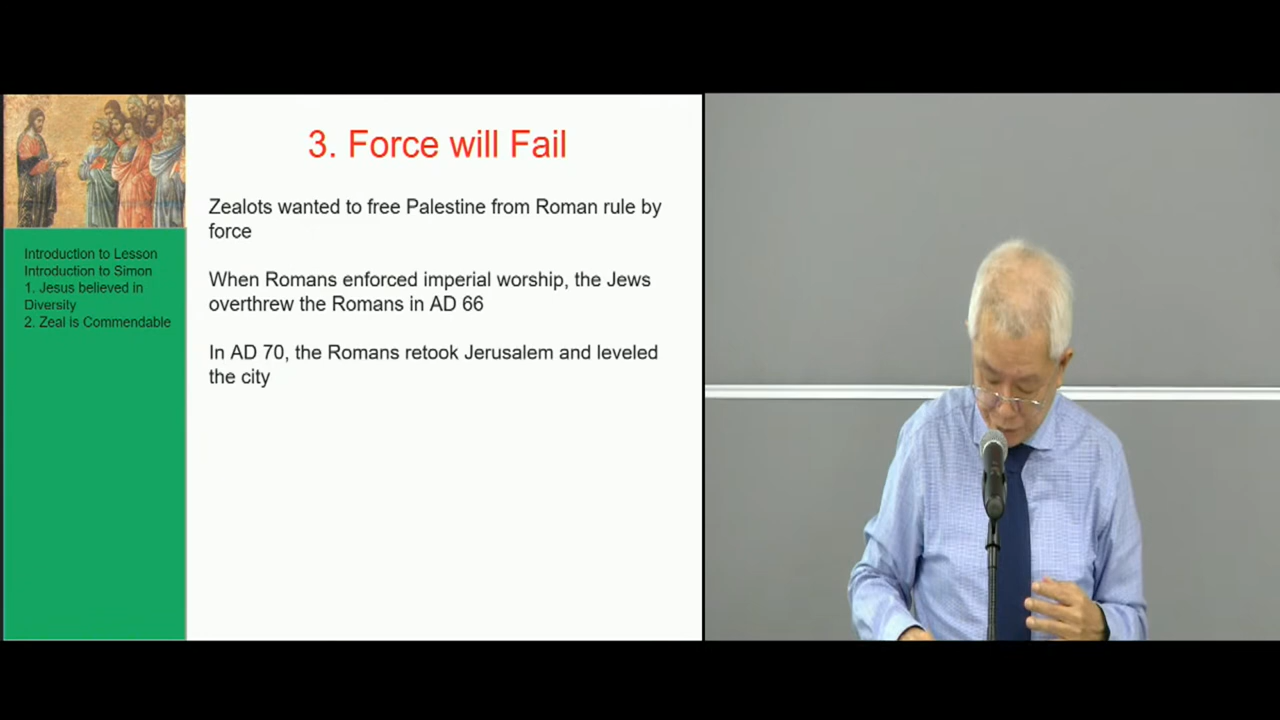 3. Force will Fail
Zealots wanted to free Palestine from Roman rule by
force
When Romans enforced imperial worship, the Jews
overthrew the Romans in AD 66
In AD 70, the Romans retook Jerusalem and leveled
the city
Introduction to Lesson
Introduction to Simon
1. Jesus believed in
Diversity
2. Zeal is Commendable